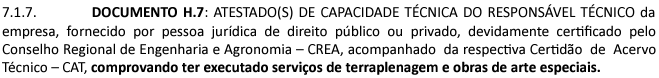 7.1.7. DOCUMENTO H.7: ATESTADO(S) DE CAPACIDADE TÉCNICA DO RESPONSÁVEL TÉCNICO da
empresa, fornecido por pessoa jurídica de direito público ou privado, devidamente certificado pelo
Conselho Regional de Engenharia e Agronomia – CREA, acompanhado da respectiva Certidão de Acervo
Técnico – CAT, comprovando ter executado serviços de terraplenagem e obras de arte especiais.